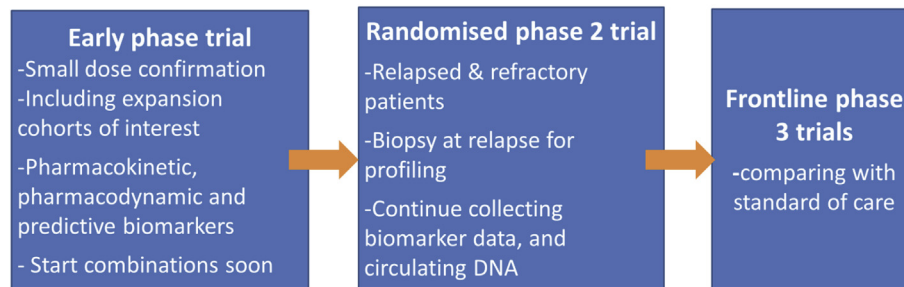 Early phase trial
-Small dose confirmation
-Including expansion
cohorts of interest
-Pharmacokinetic,
pharmacodynamic and
predictive biomarkers
- Start combinations soon
Randomised phase 2 trial
-Relapsed & refractory
patients
-Biopsy at relapse for
profiling
-Continue collecting
biomarker data, and
circulating DNA
Frontline phase
3 trials
-comparing with
standard of care